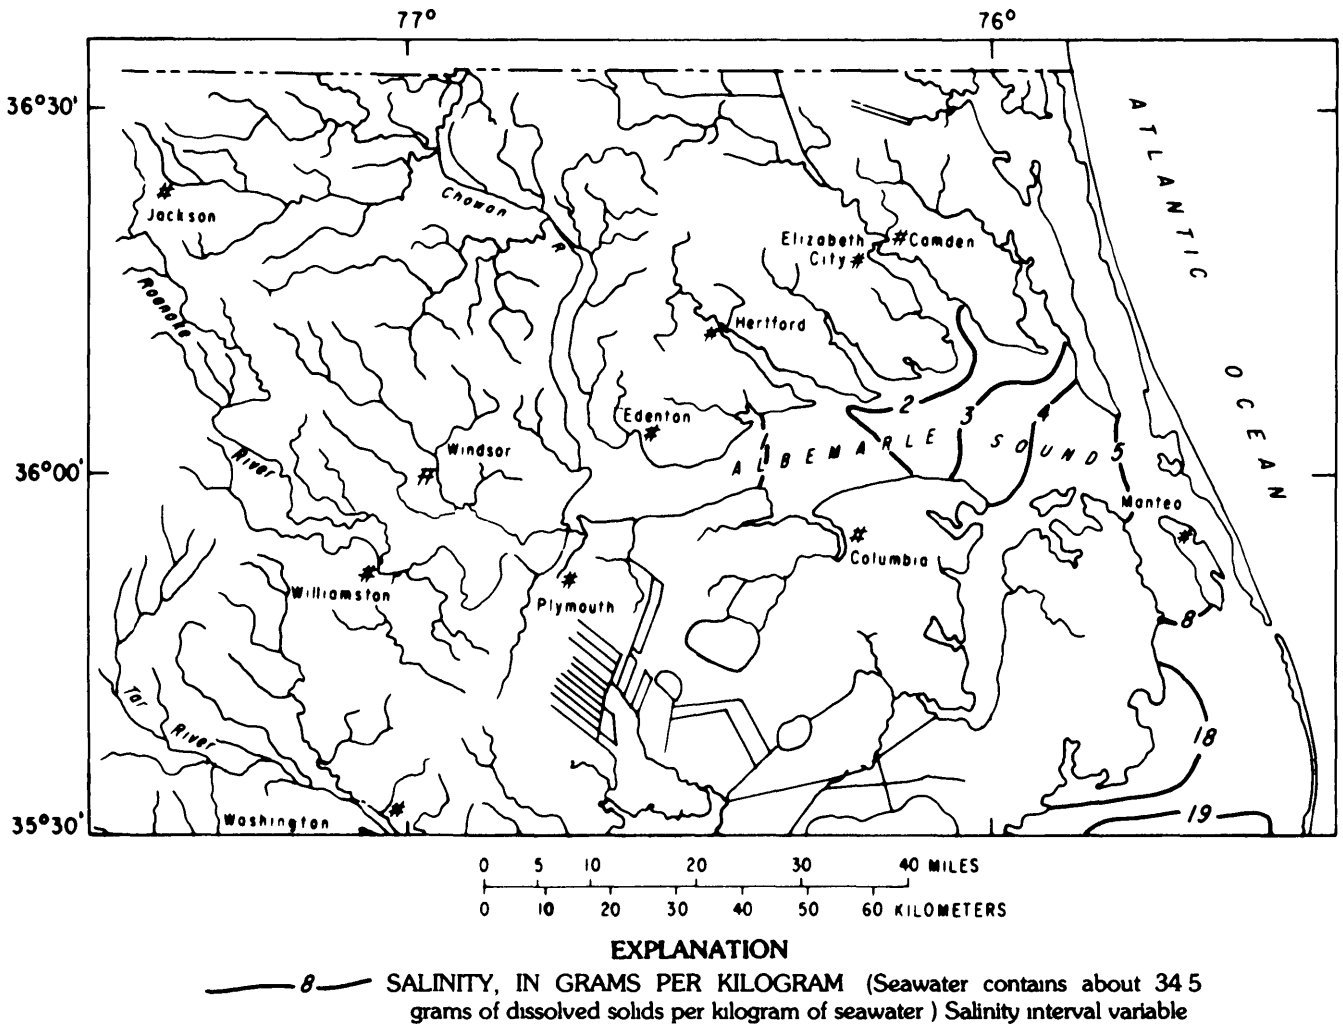 77° 76°
36°30'
36°00'
35°30'
ATLANTIC
OCEAN
Jackson
Chowan
R
Elizabeth
City
Camden
Roanoke
Hertford
Edenton
2
3
4
ALBEMARLE SOUND
5
Windsor
River
Manteo
Columbia
Williamston
Plymouth
8
Tar
River
18
19
Washington
0 5 10 20 30 40 MILES
0 10 20 30 40 50 60 KILOMETERS
EXPLANATION
8 SALINITY, IN GRAMS PER KILOGRAM (Seawater contains about 34 5
grams of dissolved solids per kilogram of seawater ) Salinity interval variable